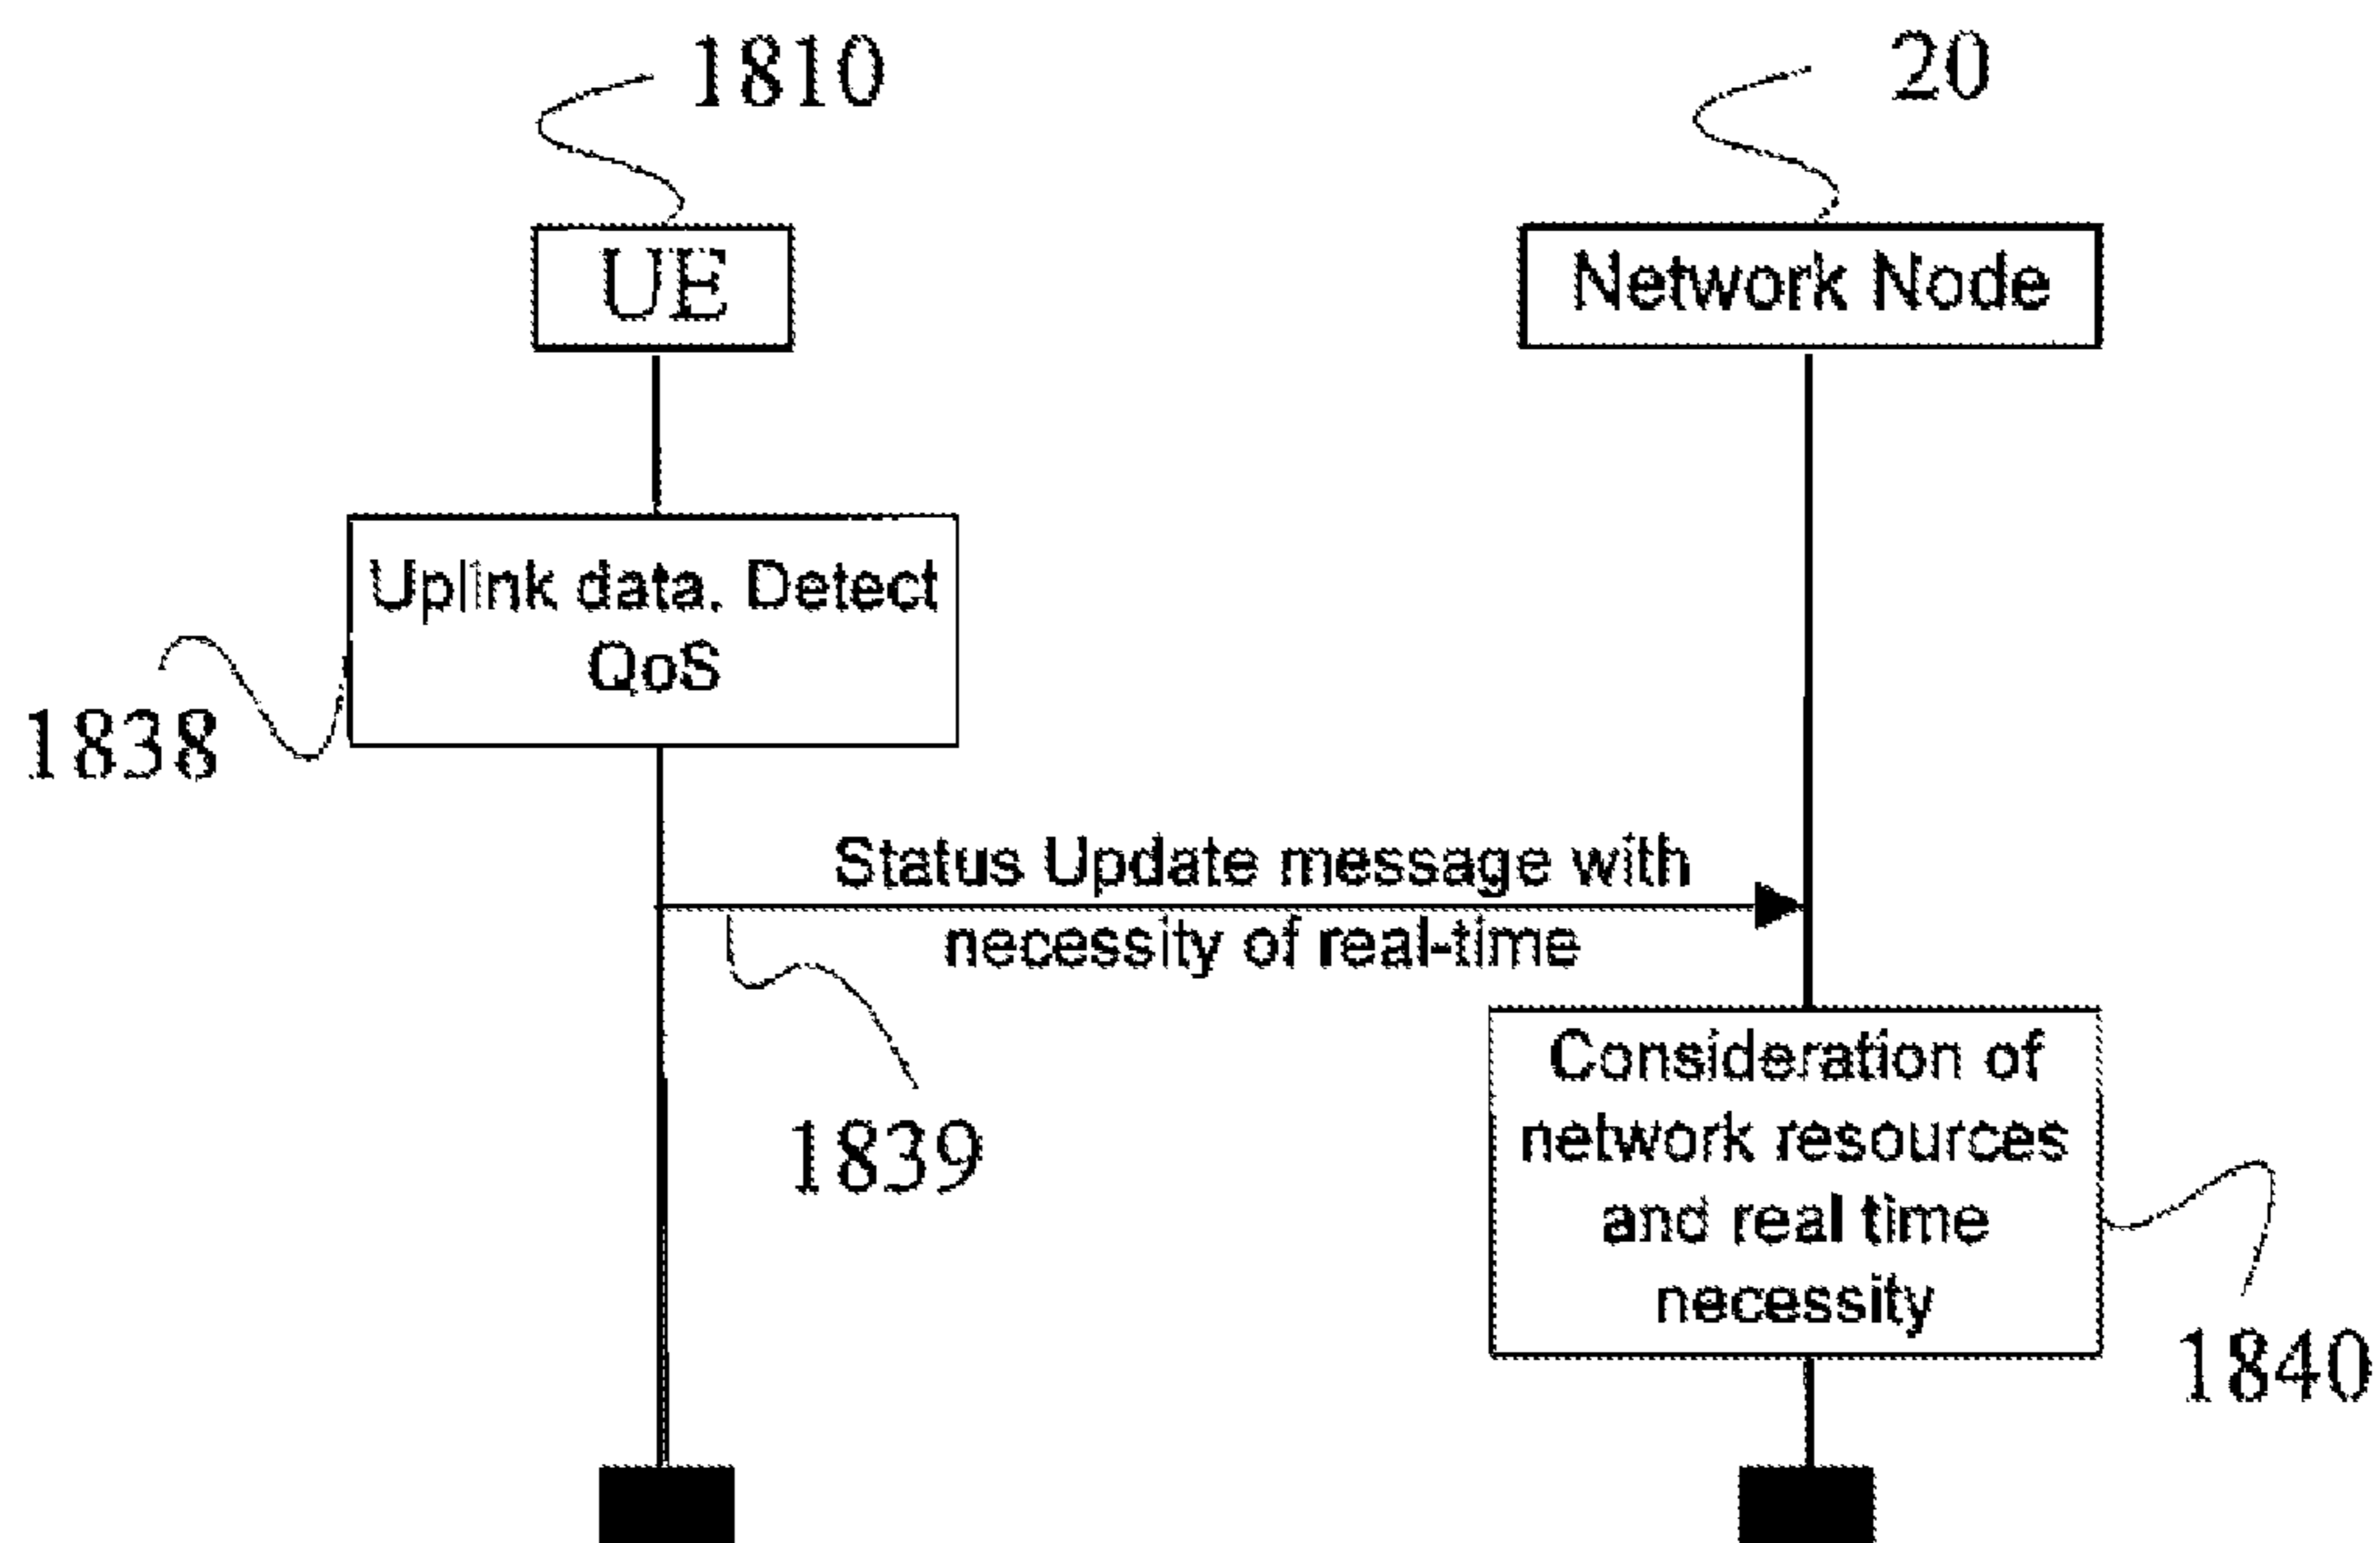 1810
20
UE
Network Node
Uplink data. Detect
QoS
1838
Status Update message with
necessity of real-time
1839
Consideration of
network resources
and real time
necessity
1840